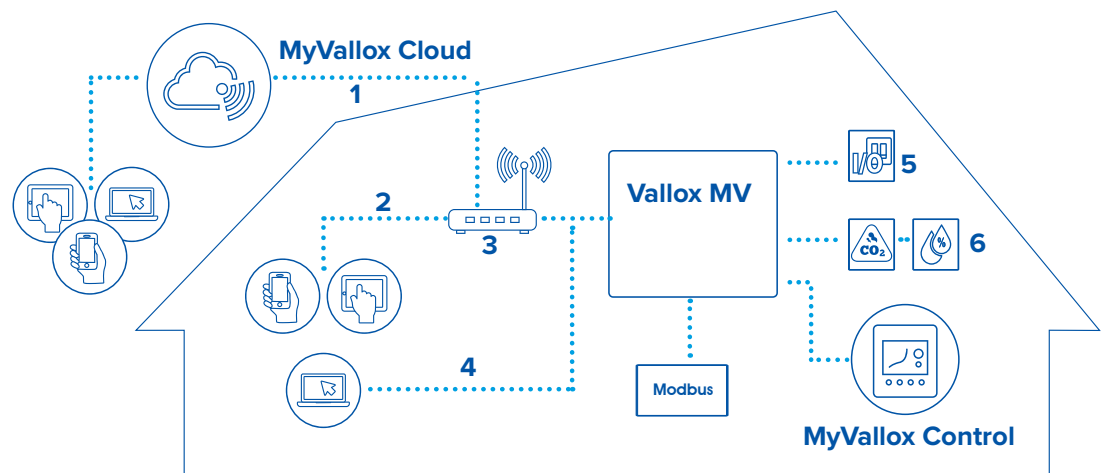 MyVallox Cloud
1
Vallox MV
I/O
5
2
3
CO₂
%
6
4
Modbus
MyVallox Control